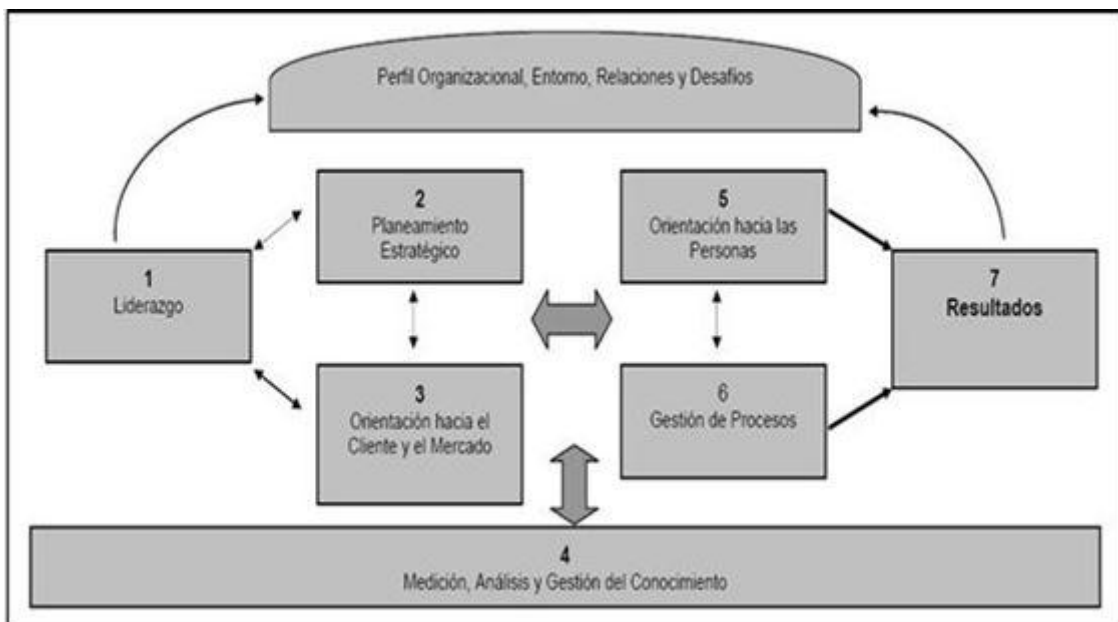 Perfil Organizacional, Entorno, Relaciones y Desafíos
1
Liderazgo
2
Planeamiento
Estratégico
3
Orientación hacia el
Cliente y el Mercado
5
Orientación hacia las
Personas
6
Gestión de Procesos
7
Resultados
4
Medición, Análisis y Gestión del Conocimiento